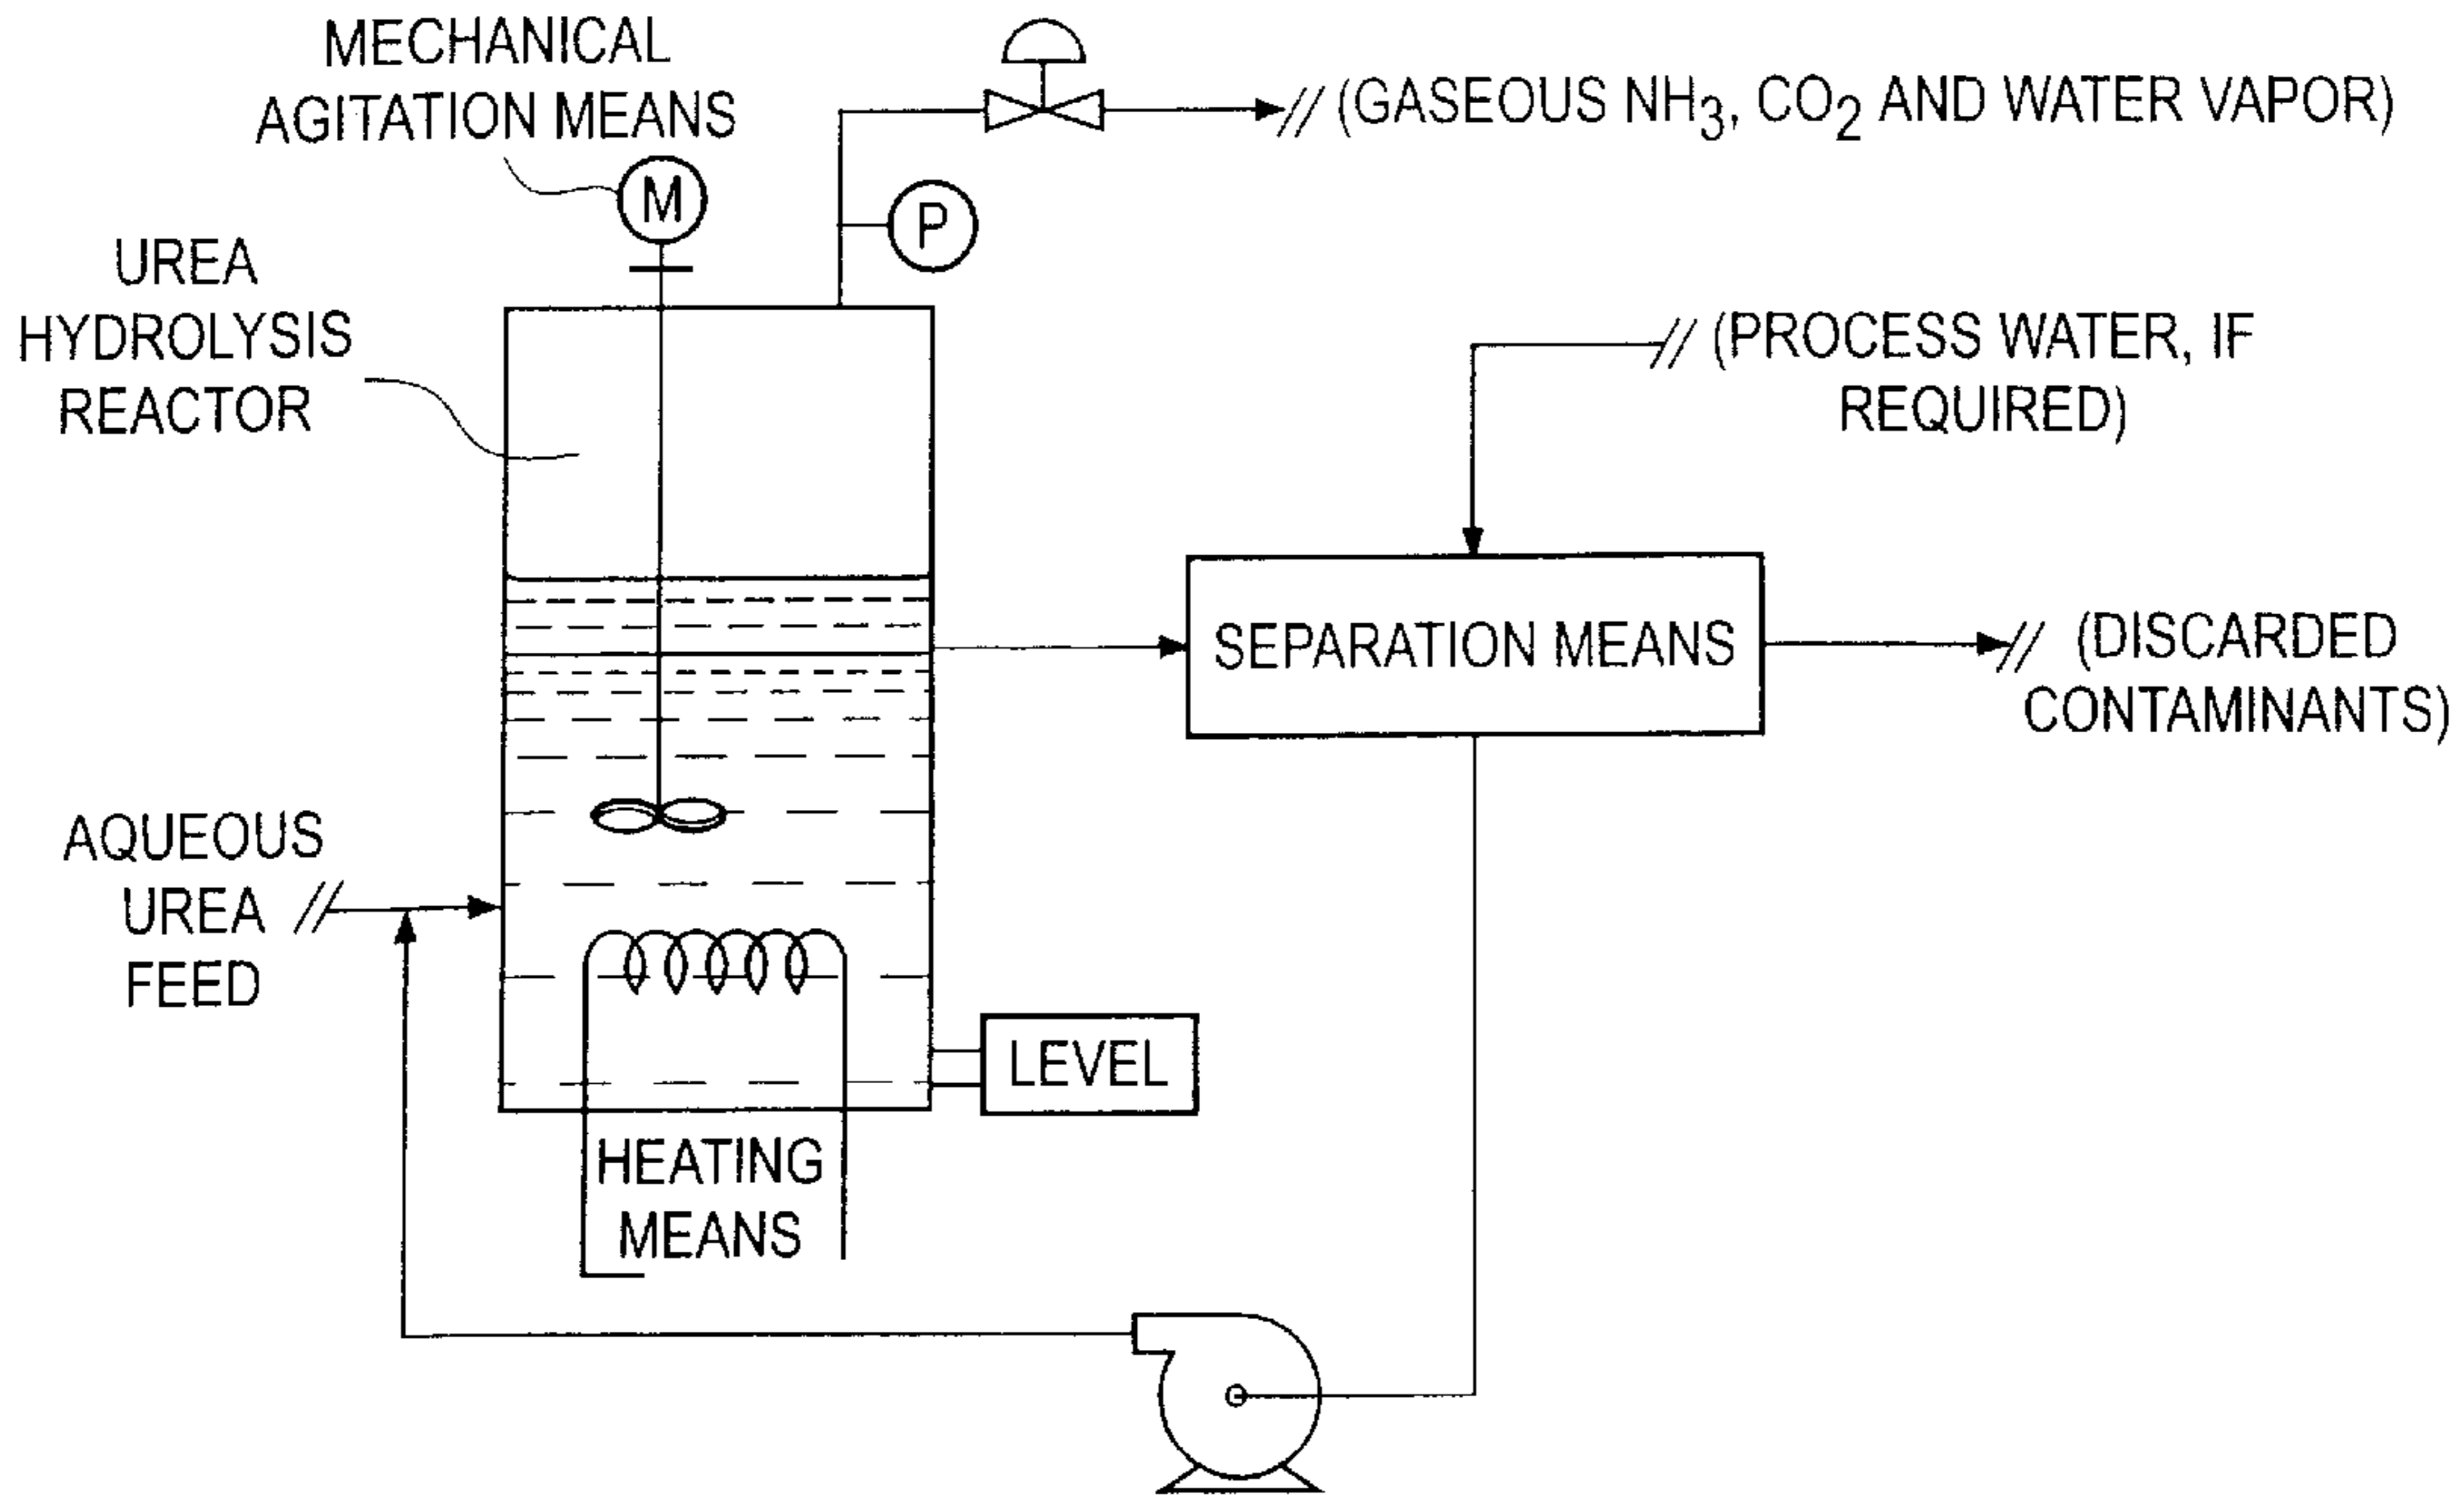 MECHANICAL
AGITATION MEANS
M
(GASEOUS NH3, CO2 AND WATER VAPOR)
P
UREA
HYDROLYSIS
REACTOR
(PROCESS WATER, IF
REQUIRED)
SEPARATION MEANS
(DISCARDED
CONTAMINANTS)
AQUEOUS
UREA
FEED
LEVEL
HEATING
MEANS